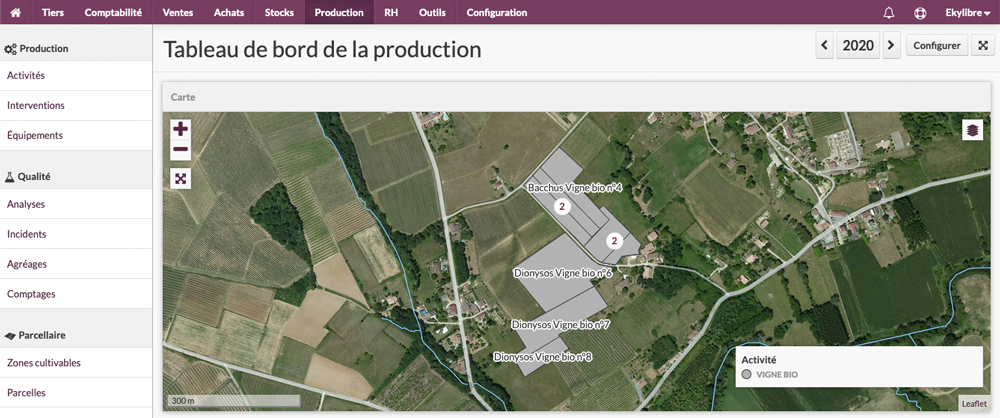 Tiers Comptabilité Ventes Achats Stocks Production RH Outils Configuration Ekylibre
Production
Activités
Interventions
Équipements
Qualité
Analyses
Incidents
Agréages
Comptages
Parcellaire
Zones cultivables
Parcelles
Tableau de bord de la production
2020
Configurer
Carte
Bacchus Vigne bio n°4
2
2
Dionysos Vigne bio n°6
Dionysos Vigne bio n°7
Dionysos Vigne bio n°8
Activité
VIGNE BIO
300 m
Leaflet